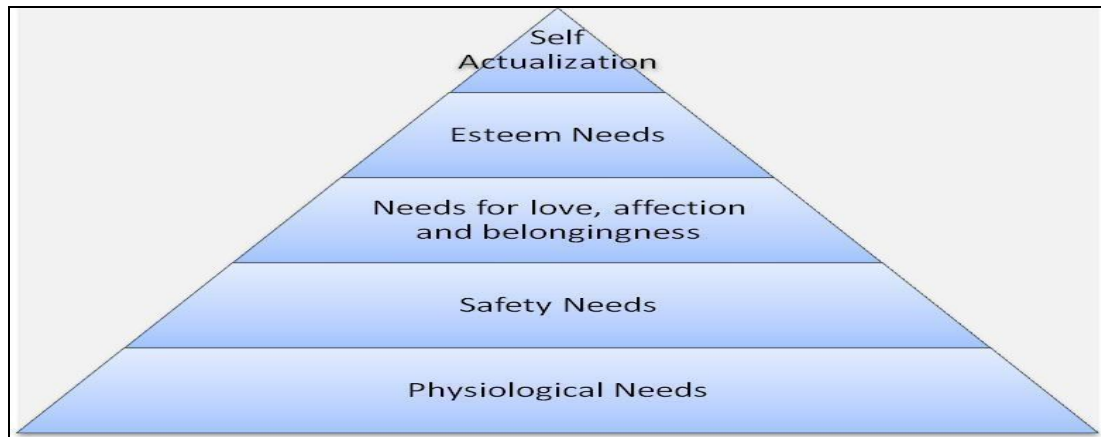 Self
Actualization
Esteem Needs
Needs for love, affection
and belongingness
Safety Needs
Physiological Needs